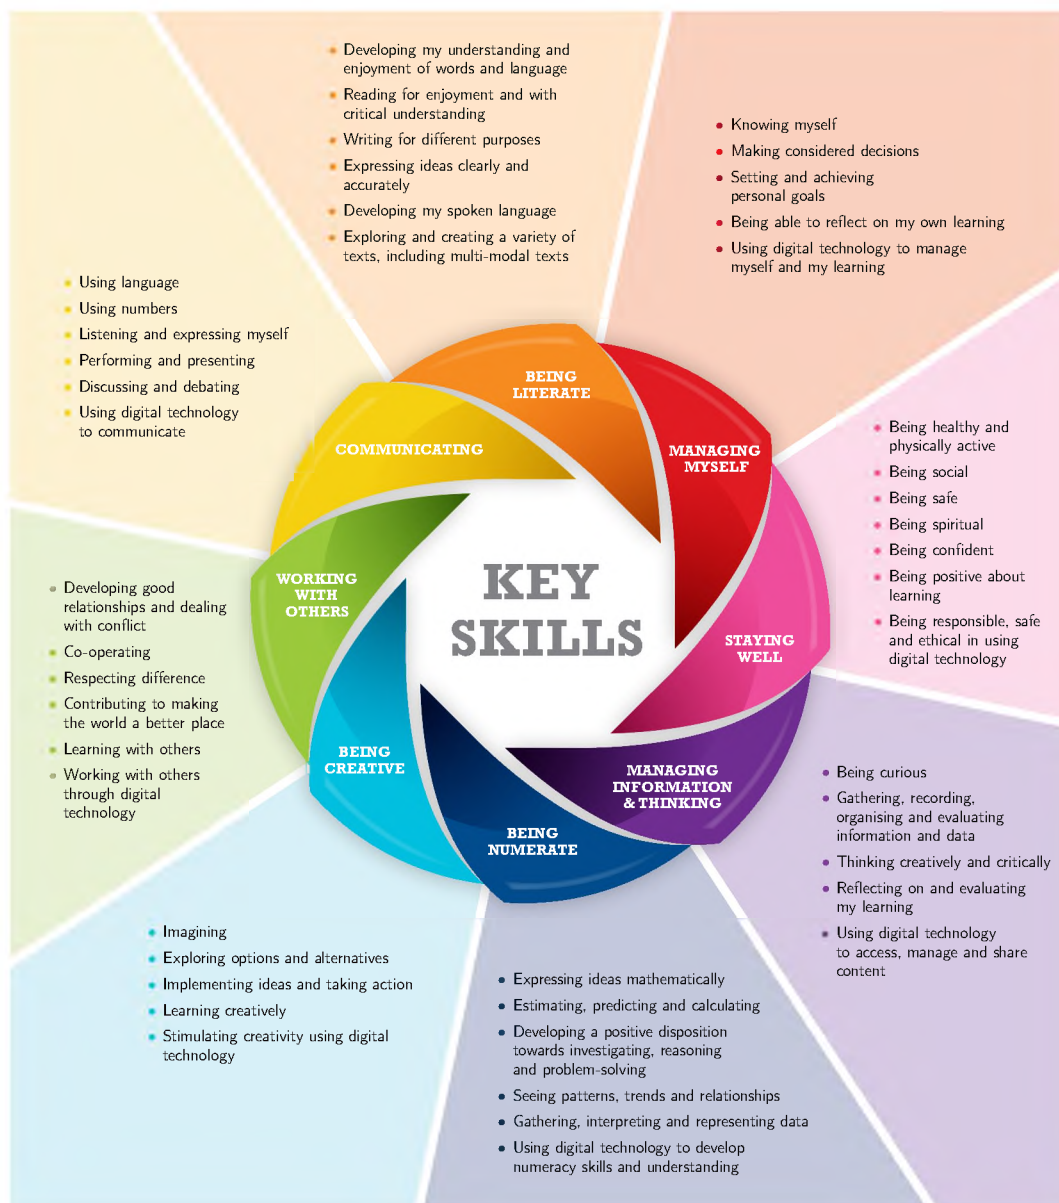 • Developing my understanding and
enjoyment of words and language
• Reading for enjoyment and with
critical understanding
• Writing for different purposes
• Expressing ideas clearly and
accurately
• Developing my spoken language
• Exploring and creating a variety of
texts, including multi-modal texts
• Knowing myself
• Making considered decisions
• Setting and achieving
personal goals
• Being able to reflect on my own learning
• Using digital technology to manage
myself and my learning
• Using language
• Using numbers
• Listening and expressing myself
• Performing and presenting
• Discussing and debating
• Using digital technology
to communicate
BEING
LITERATE
COMMUNICATING
MANAGING
MYSELF
• Being healthy and
physically active
• Being social
• Being safe
• Being spiritual
• Being confident
• Being positive about
learning
• Being responsible, safe
and ethical in using
digital technology
KEY
SKILLS
WORKING
WITH
OTHERS
STAYING
WELL
• Developing good
relationships and dealing
with conflict
• Co-operating
• Respecting difference
• Contributing to making
the world a better place
• Learning with others
• Working with others
through digital
technology
BEING
CREATIVE
MANAGING
INFORMATION
& THINKING
BEING
NUMERATE
• Being curious
• Gathering, recording,
organising and evaluating
information and data
• Thinking creatively and critically
• Reflecting on and evaluating
my learning
• Using digital technology
to access, manage and share
content
• Imagining
• Exploring options and alternatives
• Implementing ideas and taking action
• Learning creatively
• Stimulating creativity using digital
technology
• Expressing ideas mathematically
• Estimating, predicting and calculating
• Developing a positive disposition
towards investigating, reasoning
and problem-solving
• Seeing patterns, trends and relationships
• Gathering, interpreting and representing data
• Using digital technology to develop
numeracy skills and understanding